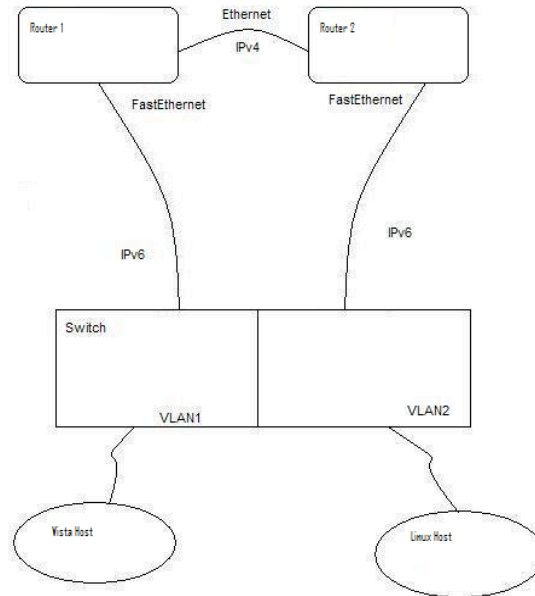 Ethernet
Router 1
Router 2
IPv4
FastEthernet
FastEthernet
IPv6
IPv6
Switch
VLAN1
VLAN2
Vista Host
Linux Host